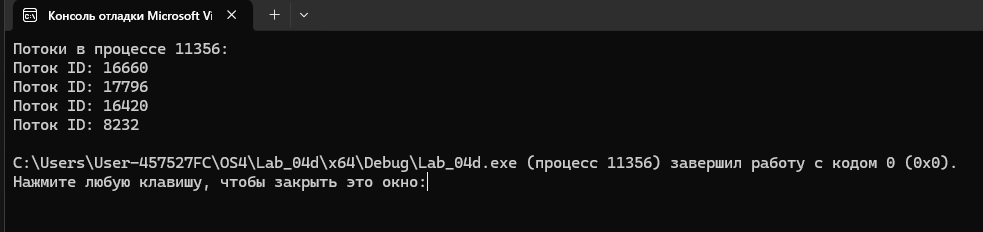 Консоль отладки Microsoft Vi
Потоки в процессе 11356:
Поток ID: 16660
Поток ID: 17796
Поток ID: 16420
Поток ID: 8232
C:\Users\User-457527FC\OS4\Lab_04d\x64\Debug\Lab_04d.exe (процесс 11356) завершил работу с кодом 0 (0x0).
Нажмите любую клавишу, чтобы закрыть это окно: